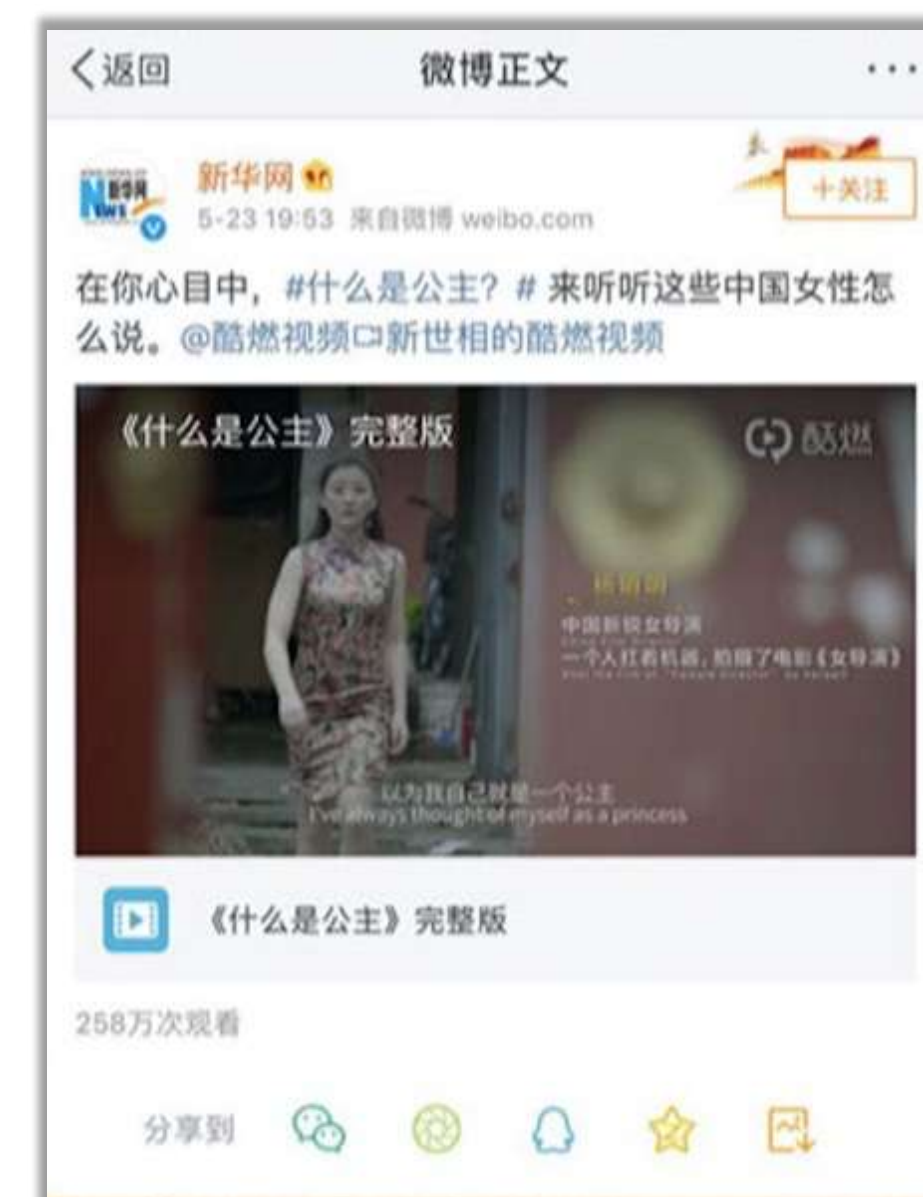 返回
微博正文
新华网
+关注
5-23 19:53 来自微博 weibo.com
在你心目中，#什么是公主？# 来听听这些中国女性怎
么说。@酷燃视频 新世相的酷燃视频
《什么是公主》完整版
酷燃
中国新锐女导演
一个人扛着机器，拍摄了电影《女导演》
以为我自己就是一个公主
I've always thought of myself as a princess
《什么是公主》完整版
258万次观看
分享到